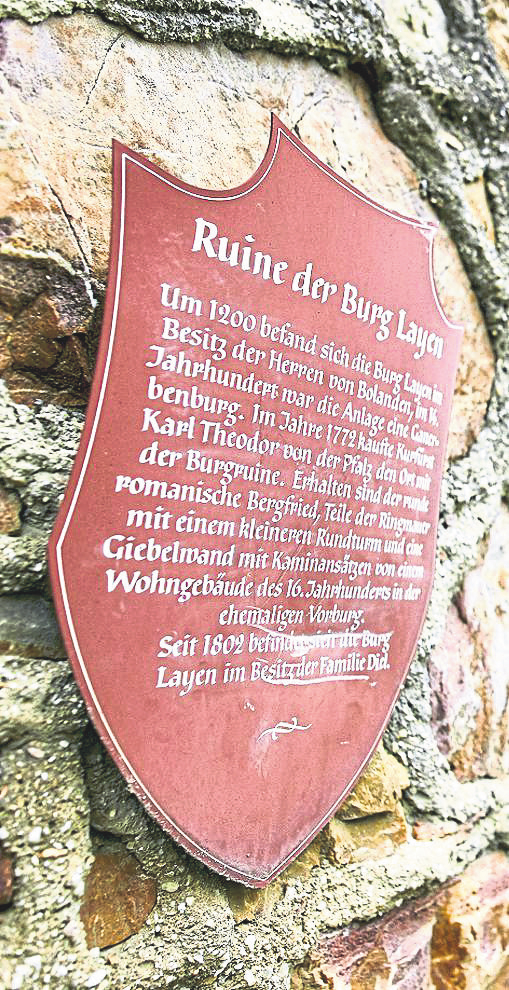 Ruine der Burg Layen
Um 1200 befand sich die Burg Layen im
Besitz der Herren von Bolanden, im 14.
Jahrhundert war die Anlage eine Ganer-
benburg. Im Jahre 1772 kaufte Kurfürst
Karl Theodor von der Pfalz den Ort mit
der Burgruine. Erhalten sind der runde
romanische Bergfried, Teile der Ringmauer
mit einem kleineren Rundturm und eine
Giebelwand mit Kaminansätzen von einem
Wohngebäude des 16. Jahrhunderts in der
ehemaligen Vorburg.
Seit 1802 befindet sich die Burg
Layen im Besitz der Familie Diel.